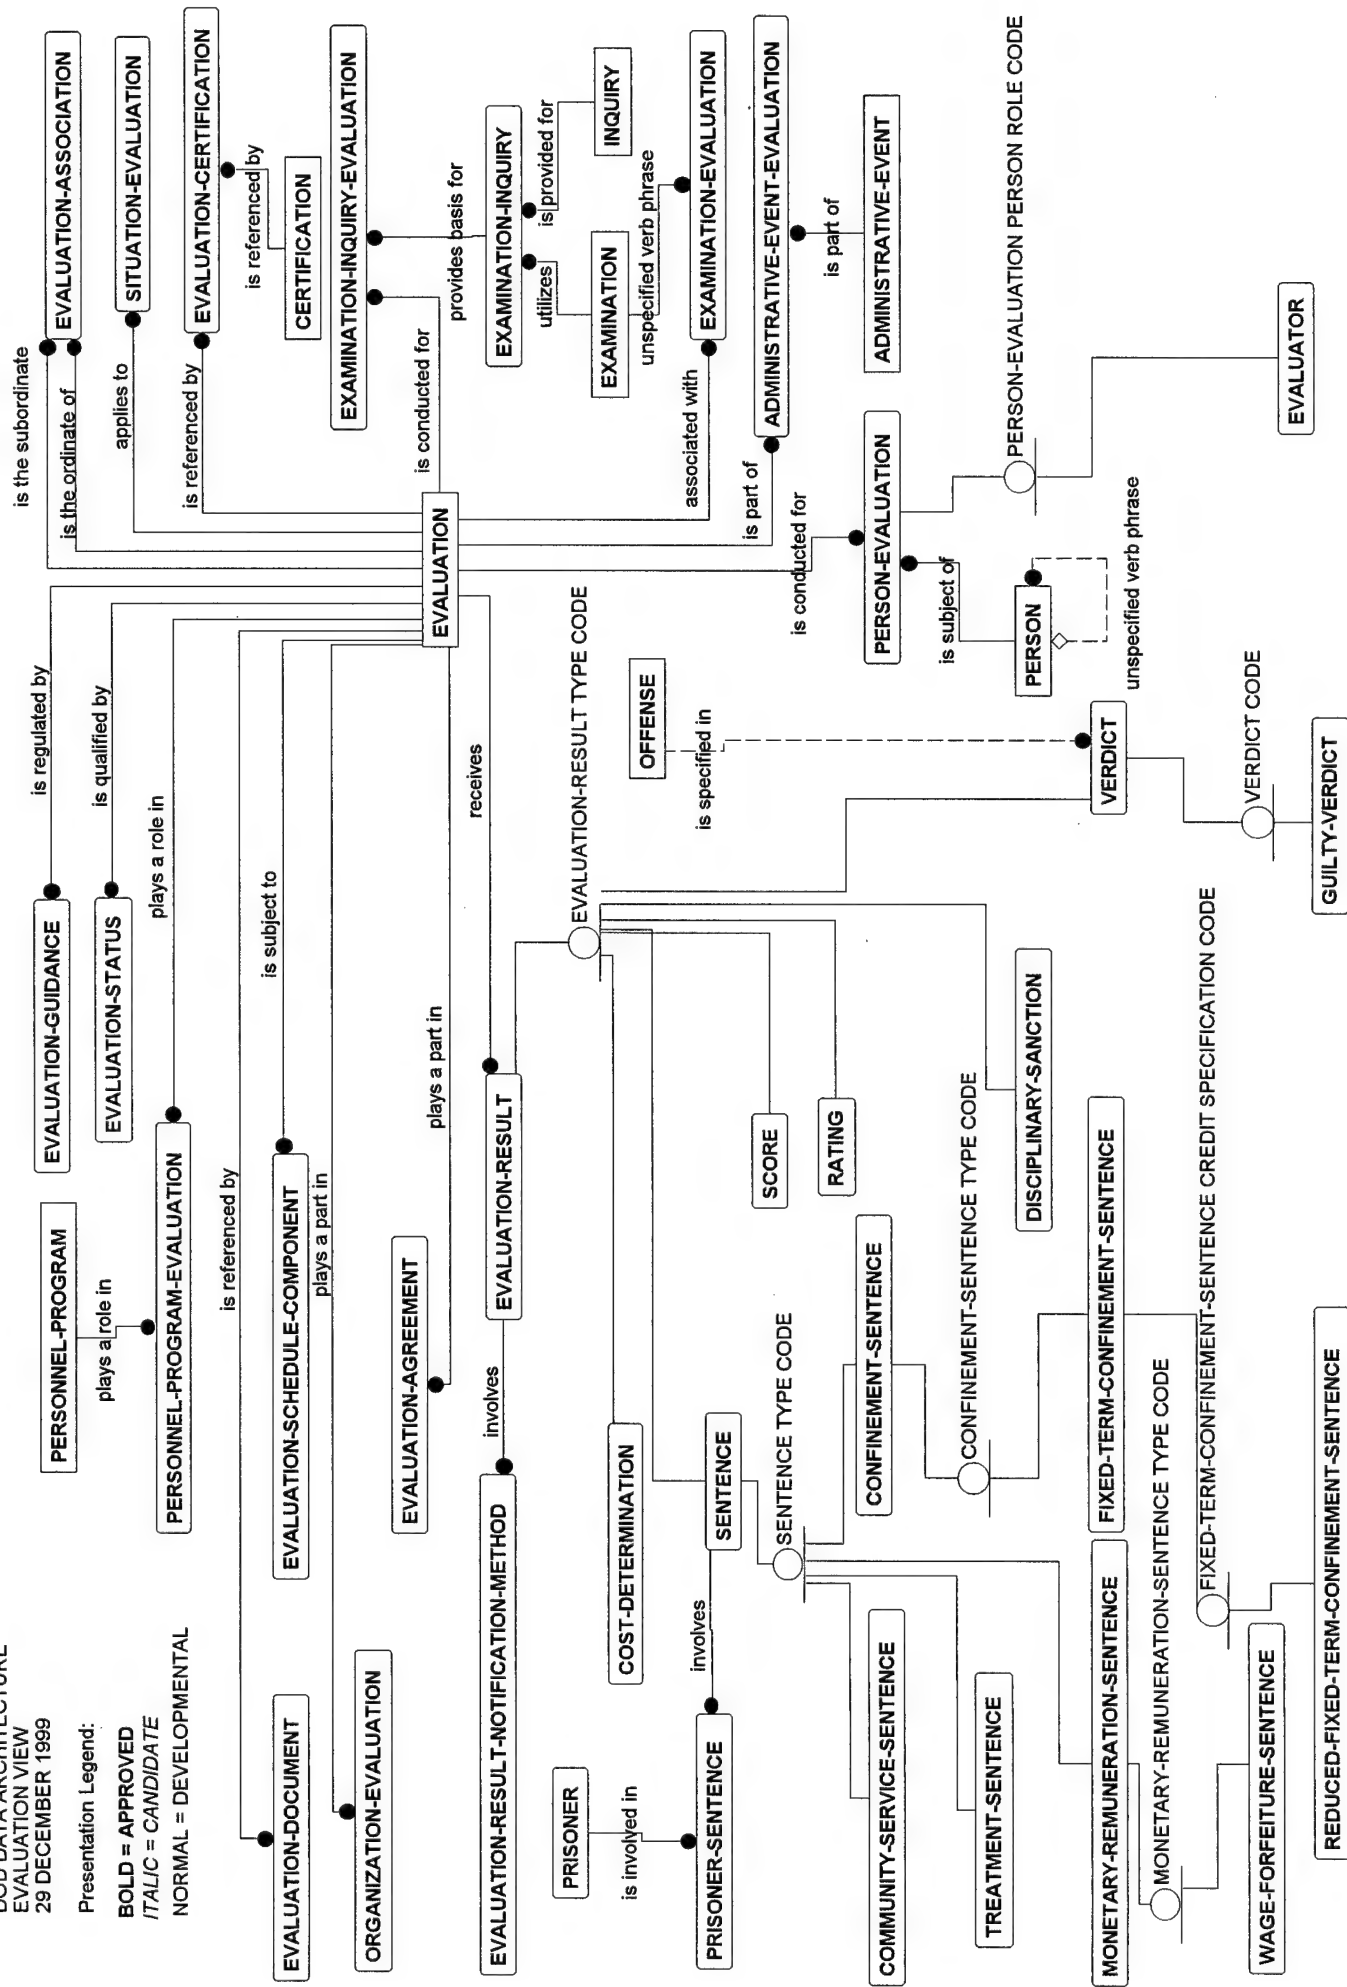 DOD DATA ARCHITECTURE
EVALUATION VIEW
29 DECEMBER 1999
Presentation Legend:
BOLD = APPROVED
ITALIC = CANDIDATE
NORMAL = DEVELOPMENTAL
PERSONNEL-PROGRAM
plays a role in
PERSONNEL-PROGRAM-EVALUATION
EVALUATION-GUIDANCE
is regulated by
EVALUATION-STATUS
is qualified by
plays a role in
is the subordinate
is the ordinate of
EVALUATION-ASSOCIATION
applies to
SITUATION-EVALUATION
is referenced by
EVALUATION-CERTIFICATION
is referenced by
CERTIFICATION
EVALUATION-DOCUMENT
is referenced by
EVALUATION-SCHEDULE-COMPONENT
is subject to
ORGANIZATION-EVALUATION
plays a part in
EXAMINATION-INQUIRY-EVALUATION
is conducted for
EVALUATION-AGREEMENT
plays a part in
EVALUATION
provides basis for
EXAMINATION-INQUIRY
EVALUATION-RESULT-NOTIFICATION-METHOD
involves
EVALUATION-RESULT
receives
utilizes
is provided for
INQUIRY
EXAMINATION
unspecified verb phrase
EVALUATION-RESULT TYPE CODE
PRISONER
is involved in
COST-DETERMINATION
OFFENSE
is specified in
associated with
EXAMINATION-EVALUATION
PRISONER-SENTENCE
involves
SENTENCE
is part of
ADMINISTRATIVE-EVENT-EVALUATION
SCORE
SENTENCE TYPE CODE
is conducted for
is part of
RATING
COMMUNITY-SERVICE-SENTENCE
CONFINEMENT-SENTENCE
PERSON-EVALUATION
ADMINISTRATIVE-EVENT
is subject of
CONFINEMENT-SENTENCE TYPE CODE
TREATMENT-SENTENCE
DISCIPLINARY-SANCTION
PERSON
PERSON-EVALUATION PERSON ROLE CODE
unspecified verb phrase
MONETARY-REMUNERATION-SENTENCE
FIXED-TERM-CONFINEMENT-SENTENCE
VERDICT
MONETARY-REMUNERATION-SENTENCE TYPE CODE
FIXED-TERM-CONFINEMENT-SENTENCE CREDIT SPECIFICATION CODE
VERDICT CODE
WAGE-FORFEITURE-SENTENCE
EVALUATOR
REDUCED-FIXED-TERM-CONFINEMENT-SENTENCE
GUILTY-VERDICT